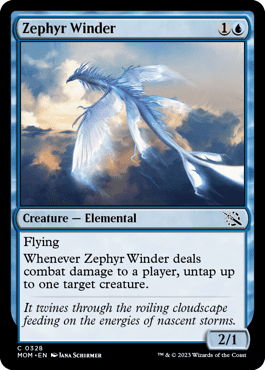 Zephyr Winder 1
Creature — Elemental
Flying
Whenever Zephyr Winder deals
combat damage to a player, untap up
to one target creature.
It twines through the roiling cloudscape
feeding on the energies of nascent storms.
2/1
C 0328
MOM • EN Iana Schirmer
™ & © 2023 Wizards of the Coast